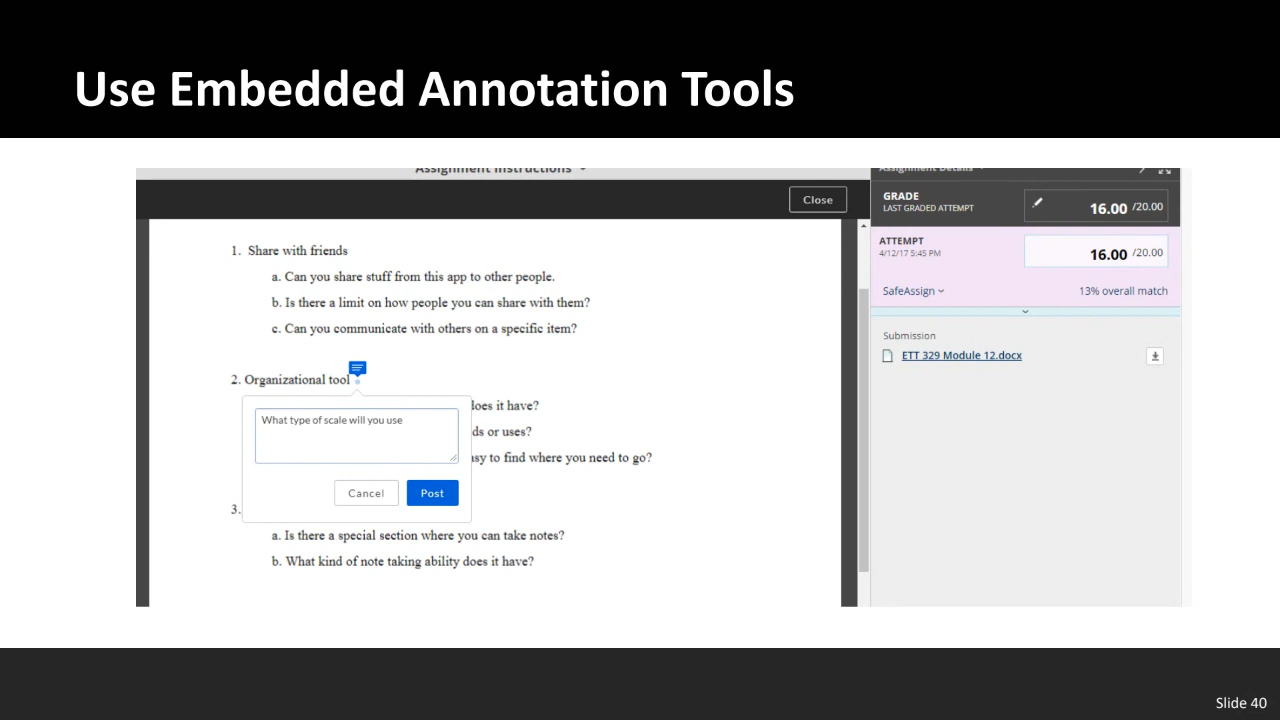 Use Embedded Annotation Tools
Assignment Instructions
Close
1. Share with friends
a. Can you share stuff from this app to other people.
b. Is there a limit on how people you can share with them?
c. Can you communicate with others on a specific item?
2. Organizational tool
does it have?
What type of scale will you use
ds or uses?
asy to find where you need to go?
Cancel
Post
3.
a. Is there a special section where you can take notes?
b. What kind of note taking ability does it have?
Assignment Details
GRADE
LAST GRADED ATTEMPT
16.00 /20.00
ATTEMPT
4/12/17 5:45 PM
16.00 /20.00
SafeAssign
13% overall match
Submission
ETT 329 Module 12.docx
Slide 40